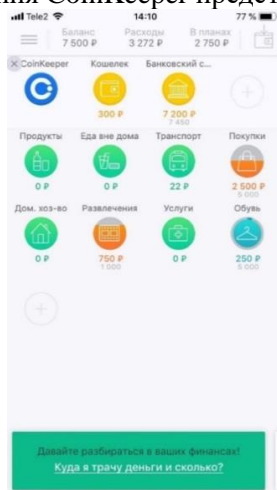 ия CoinKeeper предст
Tele2 14:10 77 %
Баланс Расходы В планах
7 500 ₽ 3 272 ₽ 2 750 ₽
CoinKeeper Кошелек Банковский с...
300 ₽ 7 200 ₽
7 450
Продукты Еда вне дома Транспорт Покупки
0 ₽ 0 ₽ 22 ₽ 2 500 ₽
5 000
Дом. хоз-во Развлечения Услуги Обувь
0 ₽ 750 ₽ 0 ₽ 250 ₽
1 000 5 000
Давайте разбираться в ваших финансах!
Куда я трачу деньги и сколько?